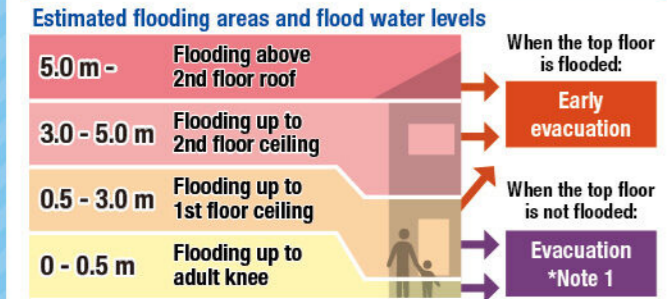 Estimated flooding areas and flood water levels
5.0 m -
Flooding above
2nd floor roof
3.0 - 5.0 m
Flooding up to
2nd floor ceiling
0.5 - 3.0 m
Flooding up to
1st floor ceiling
0 - 0.5 m
Flooding up to
adult knee
When the top floor
is flooded:
Early
evacuation
When the top floor
is not flooded:
Evacuation
*Note 1